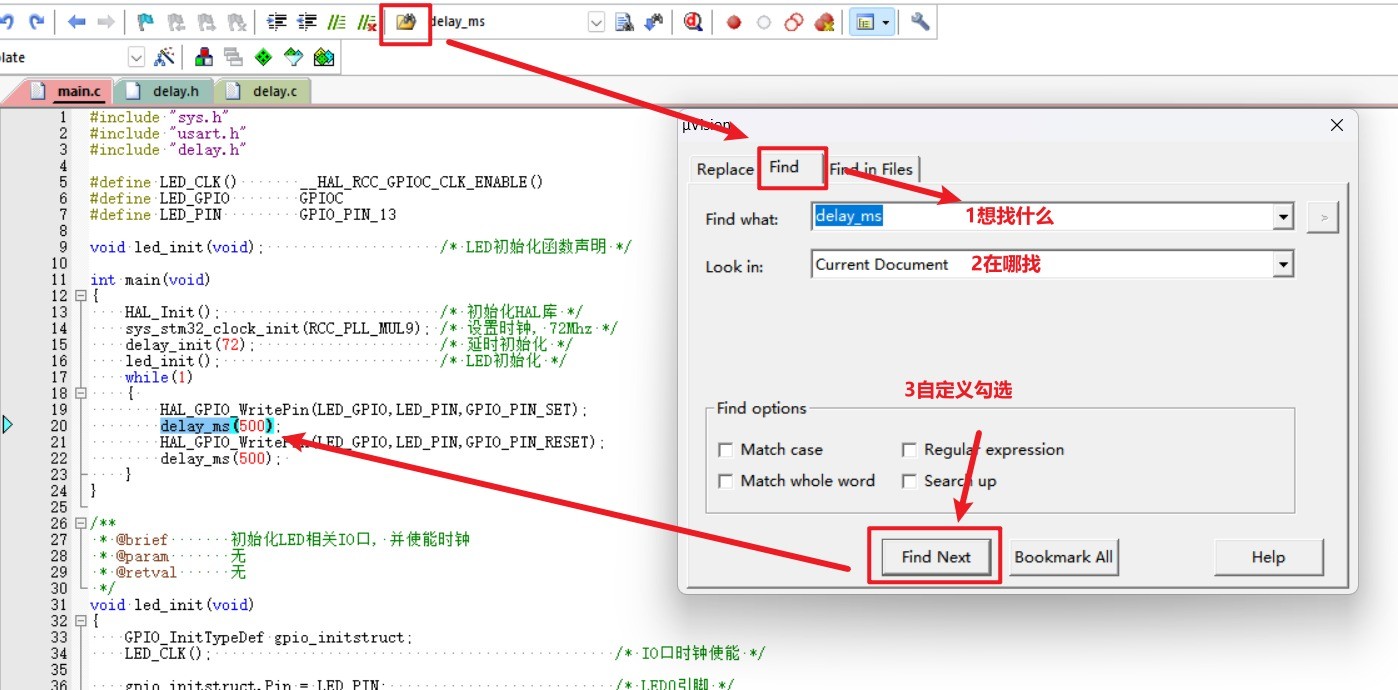 delay_ms
late
main.c
delay.h
delay.c
1 #include "sys.h"
2 #include "usart.h"
3 #include "delay.h"
4
5 #define LED_CLK() __HAL_RCC_GPIOC_CLK_ENABLE()
6 #define LED_GPIO GPIOC
7 #define LED_PIN GPIO_PIN_13
8
9 void led_init(void); /* LED初始化函数声明 */
10
11 int main(void)
12 {
13 HAL_Init(); /* 初始化HAL库 */
14 sys_stm32_clock_init(RCC_PLL_MUL9); /* 设置时钟, 72Mhz */
15 delay_init(72); /* 延时初始化 */
16 led_init(); /* LED初始化 */
17 while(1)
18 {
19 HAL_GPIO_WritePin(LED_GPIO,LED_PIN,GPIO_PIN_SET);
20 delay_ms(500);
21 HAL_GPIO_WritePin(LED_GPIO,LED_PIN,GPIO_PIN_RESET);
22 delay_ms(500);
23 }
24 }
25
26 /**
27 * @brief 初始化LED相关IO口, 并使能时钟
28 * @param 无
29 * @retval 无
30 */
31 void led_init(void)
32 {
33 GPIO_InitTypeDef gpio_initstruct;
34 LED_CLK(); /* IO口时钟使能 */
35
36 gpio_initstruct.Pin = LED_PIN; /* LED0引脚 */
μVision
Replace
Find
Find in Files
Find what:
delay_ms
1想找什么
>
Look in:
Current Document
2在哪找
3自定义勾选
Find options
Match case
Regular expression
Match whole word
Search up
Find Next
Bookmark All
Help